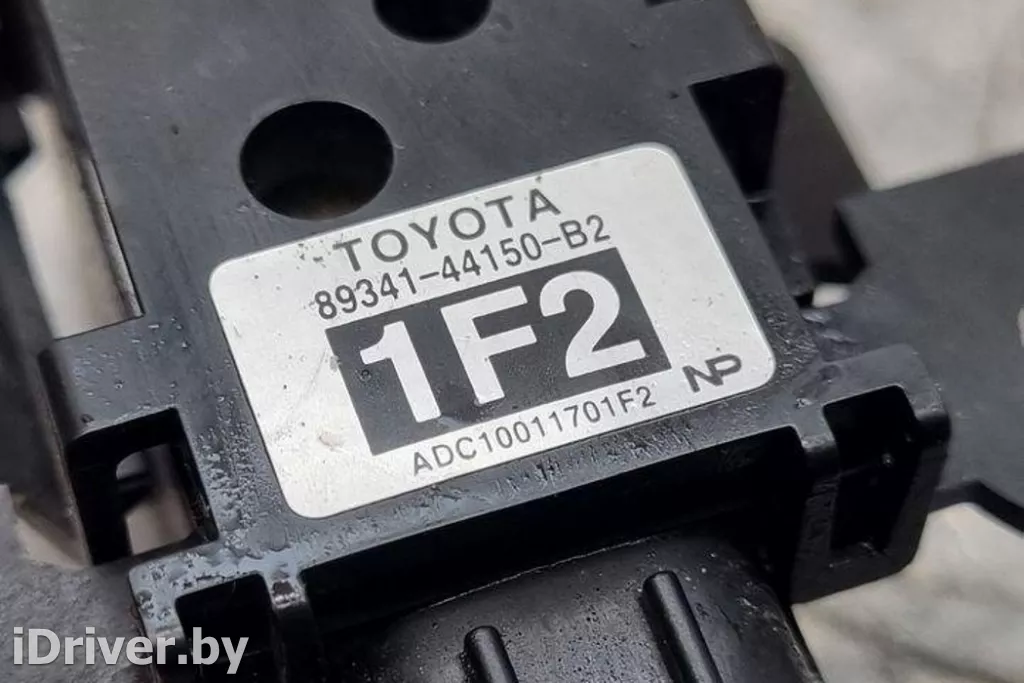 TOYOTA
89341-44150-B2
1F2
NP
ADC10011701F2
iDriver.by